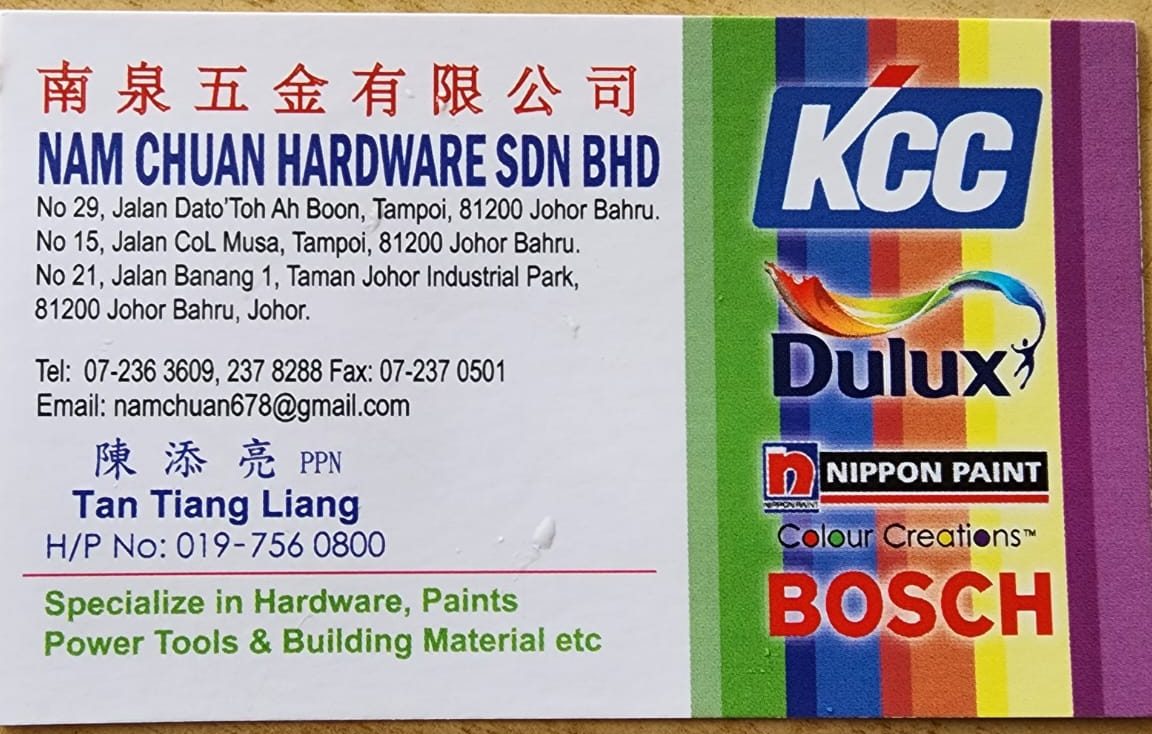 南泉五金有限公司
NAM CHUAN HARDWARE SDN BHD
No 29, Jalan Dato'Toh Ah Boon, Tampoi, 81200 Johor Bahru.
No 15, Jalan CoL Musa, Tampoi, 81200 Johor Bahru.
No 21, Jalan Banang 1, Taman Johor Industrial Park,
81200 Johor Bahru, Johor.
Tel: 07-236 3609, 237 8288 Fax: 07-237 0501
Email: namchuan678@gmail.com
陳添亮 PPN
Tan Tiang Liang
H/P No: 019-756 0800
Specialize in Hardware, Paints
Power Tools & Building Material etc
KCC
Dulux
n NIPPON PAINT
NIPPON PAINT
Colour Creations™
BOSCH